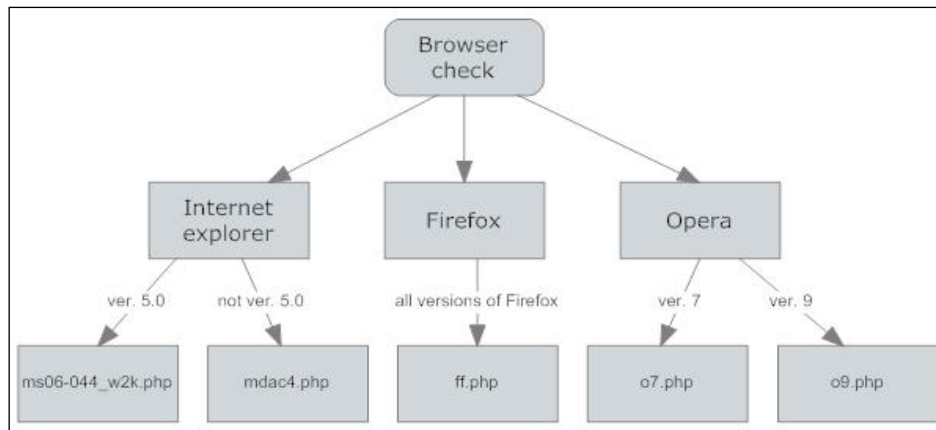 Browser
check
Internet
explorer
Firefox
Opera
ver. 5.0
not ver. 5.0
all versions of Firefox
ver. 7
ver. 9
ms06-044_w2k.php
mdac4.php
ff.php
o7.php
o9.php